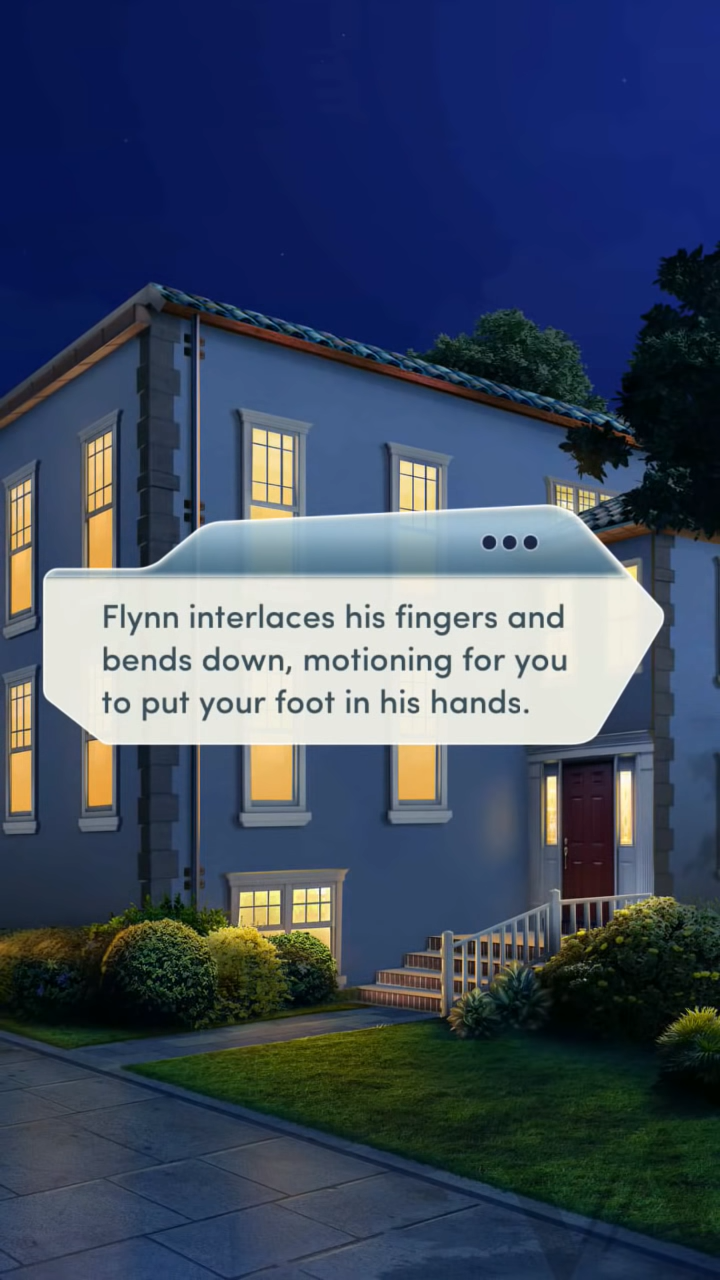 Flynn interlaces his fingers and
bends down, motioning for you
to put your foot in his hands.